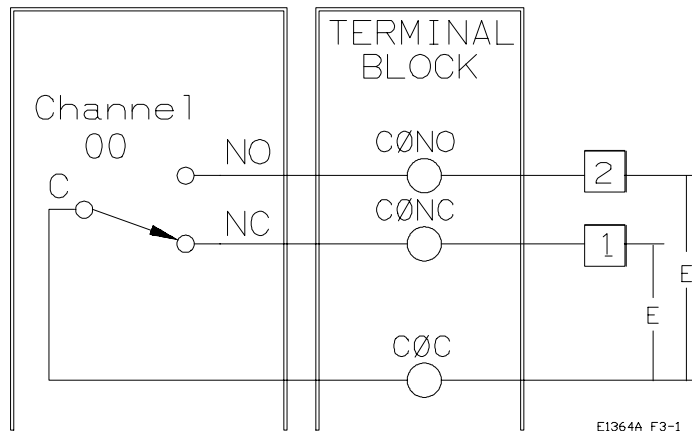 TERMINAL
BLOCK
Channel
00
NO
C
NC
CØNO
CØNC
CØC
2
1
E
E
E1364A F3-1